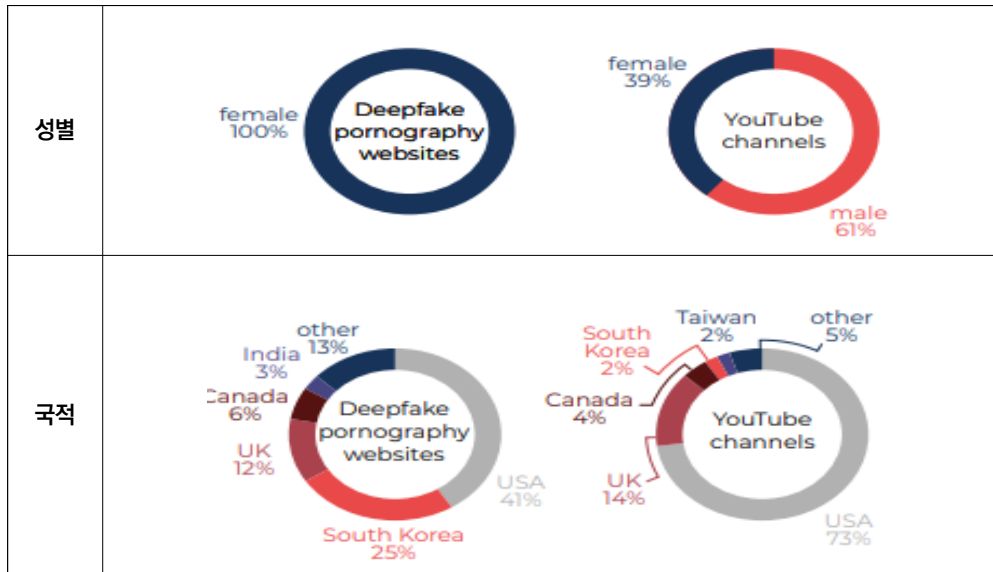 성별
female
100%
Deepfake
pornography
websites
female
39%
YouTube
channels
male
61%
국적
other
13%
India
3%
Canada
6%
UK
12%
South Korea
25%
USA
41%
Deepfake
pornography
websites
South
Korea
2%
Taiwan
2%
other
5%
Canada
4%
UK
14%
USA
73%
YouTube
channels